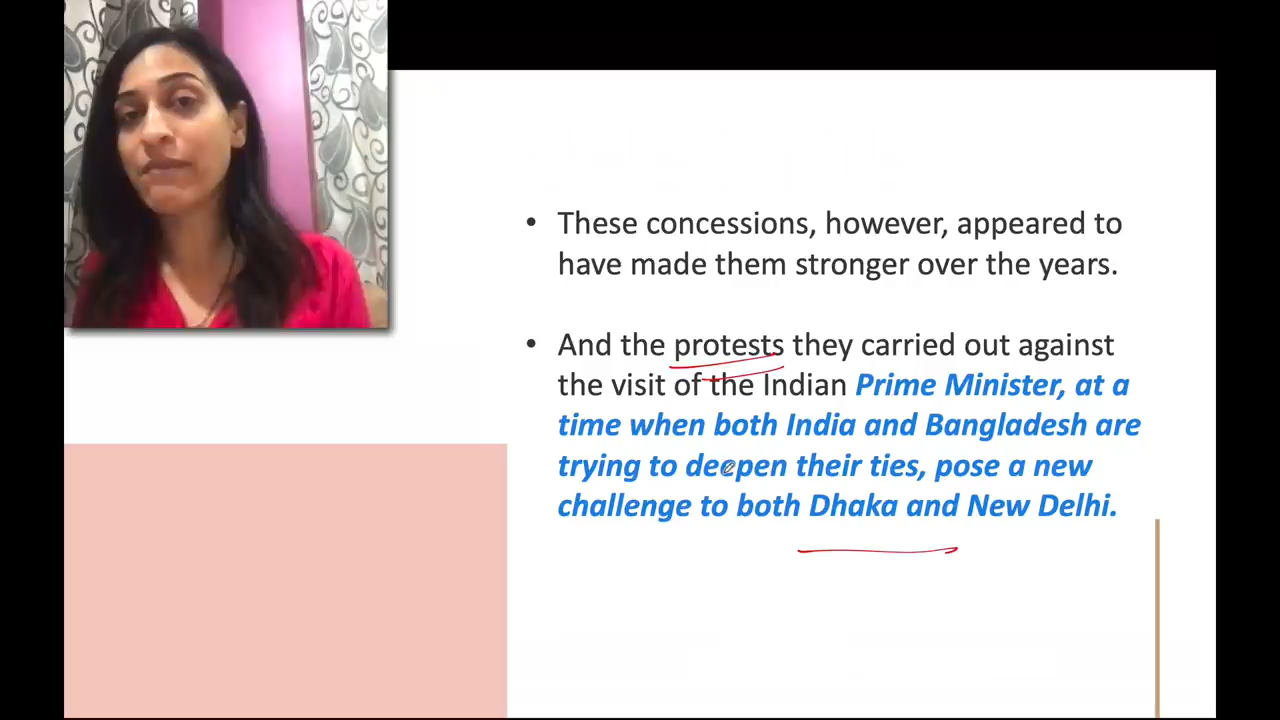 • These concessions, however, appeared to
have made them stronger over the years.
• And the protests they carried out against
the visit of the Indian Prime Minister, at a
time when both India and Bangladesh are
trying to deepen their ties, pose a new
challenge to both Dhaka and New Delhi.